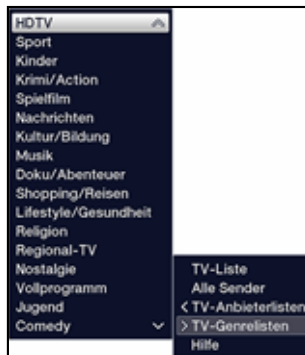 HDTV
Sport
Kinder
Krimi/Action
Spielfilm
Nachrichten
Kultur/Bildung
Musik
Doku/Abenteuer
Shopping/Reisen
Lifestyle/Gesundheit
Religion
Regional-TV
Nostalgie
Vollprogramm
Jugend
Comedy
TV-Liste
Alle Sender
< TV-Anbieterlisten
> TV-Genrelisten
Hilfe